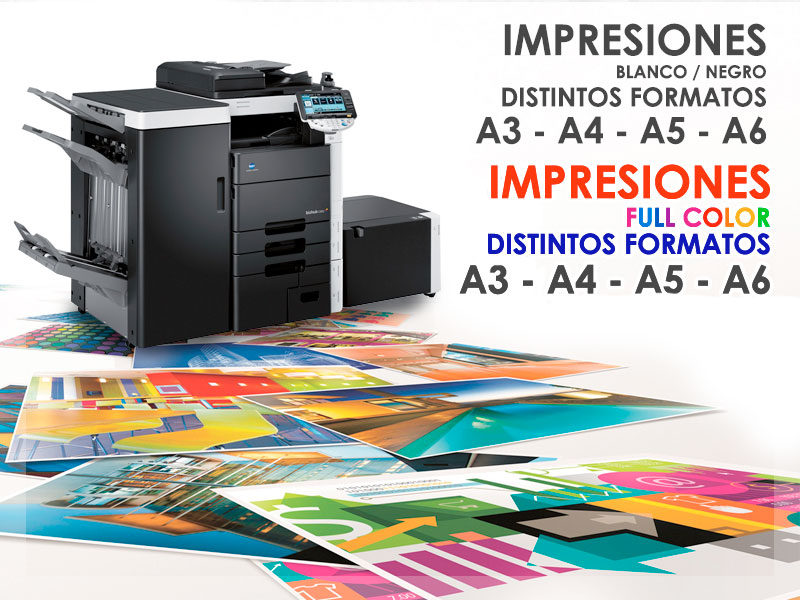 IMPRESIONES
BLANCO / NEGRO
DISTINTOS FORMATOS
A3 - A4 - A5 - A6
IMPRESIONES
FULL COLOR
DISTINTOS FORMATOS
A3 - A4 - A5 - A6